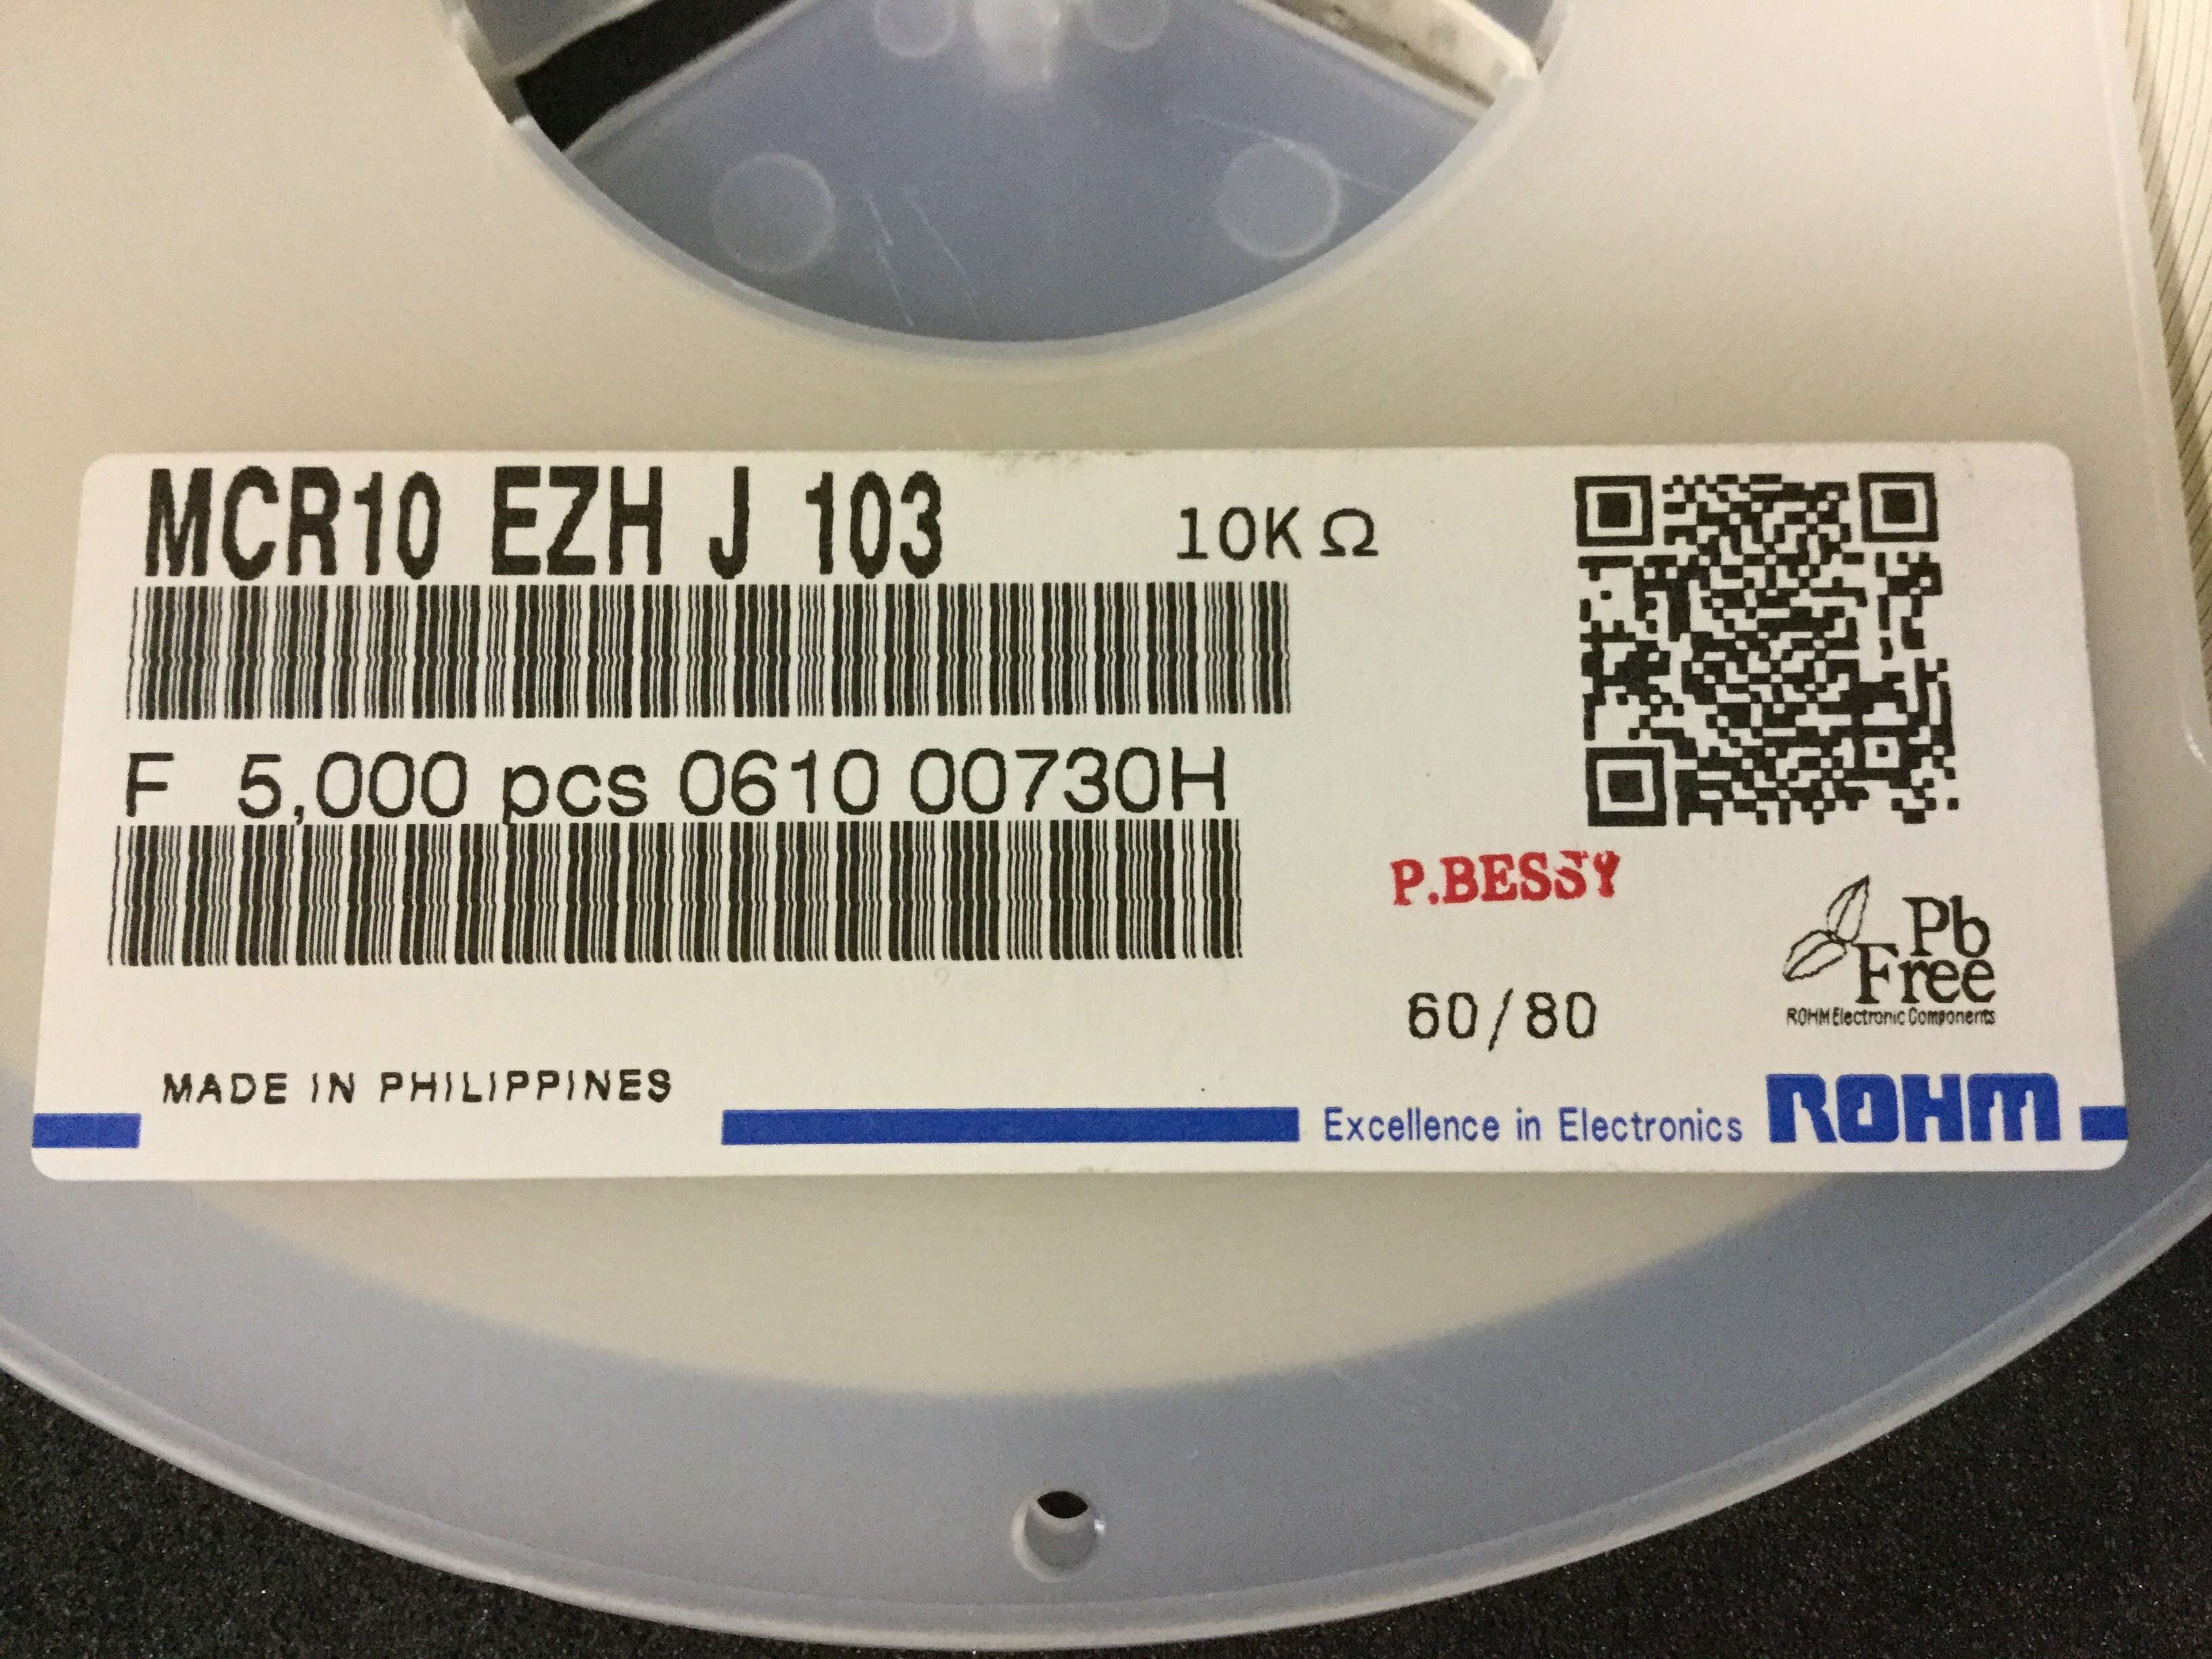 MCR10 EZH J 103 10KΩ
F 5,000 pcs 0610 00730H
P.BESSY
Pb
Free
ROHM Electronic Components
60/80
MADE IN PHILIPPINES
Excellence in Electronics ROHM